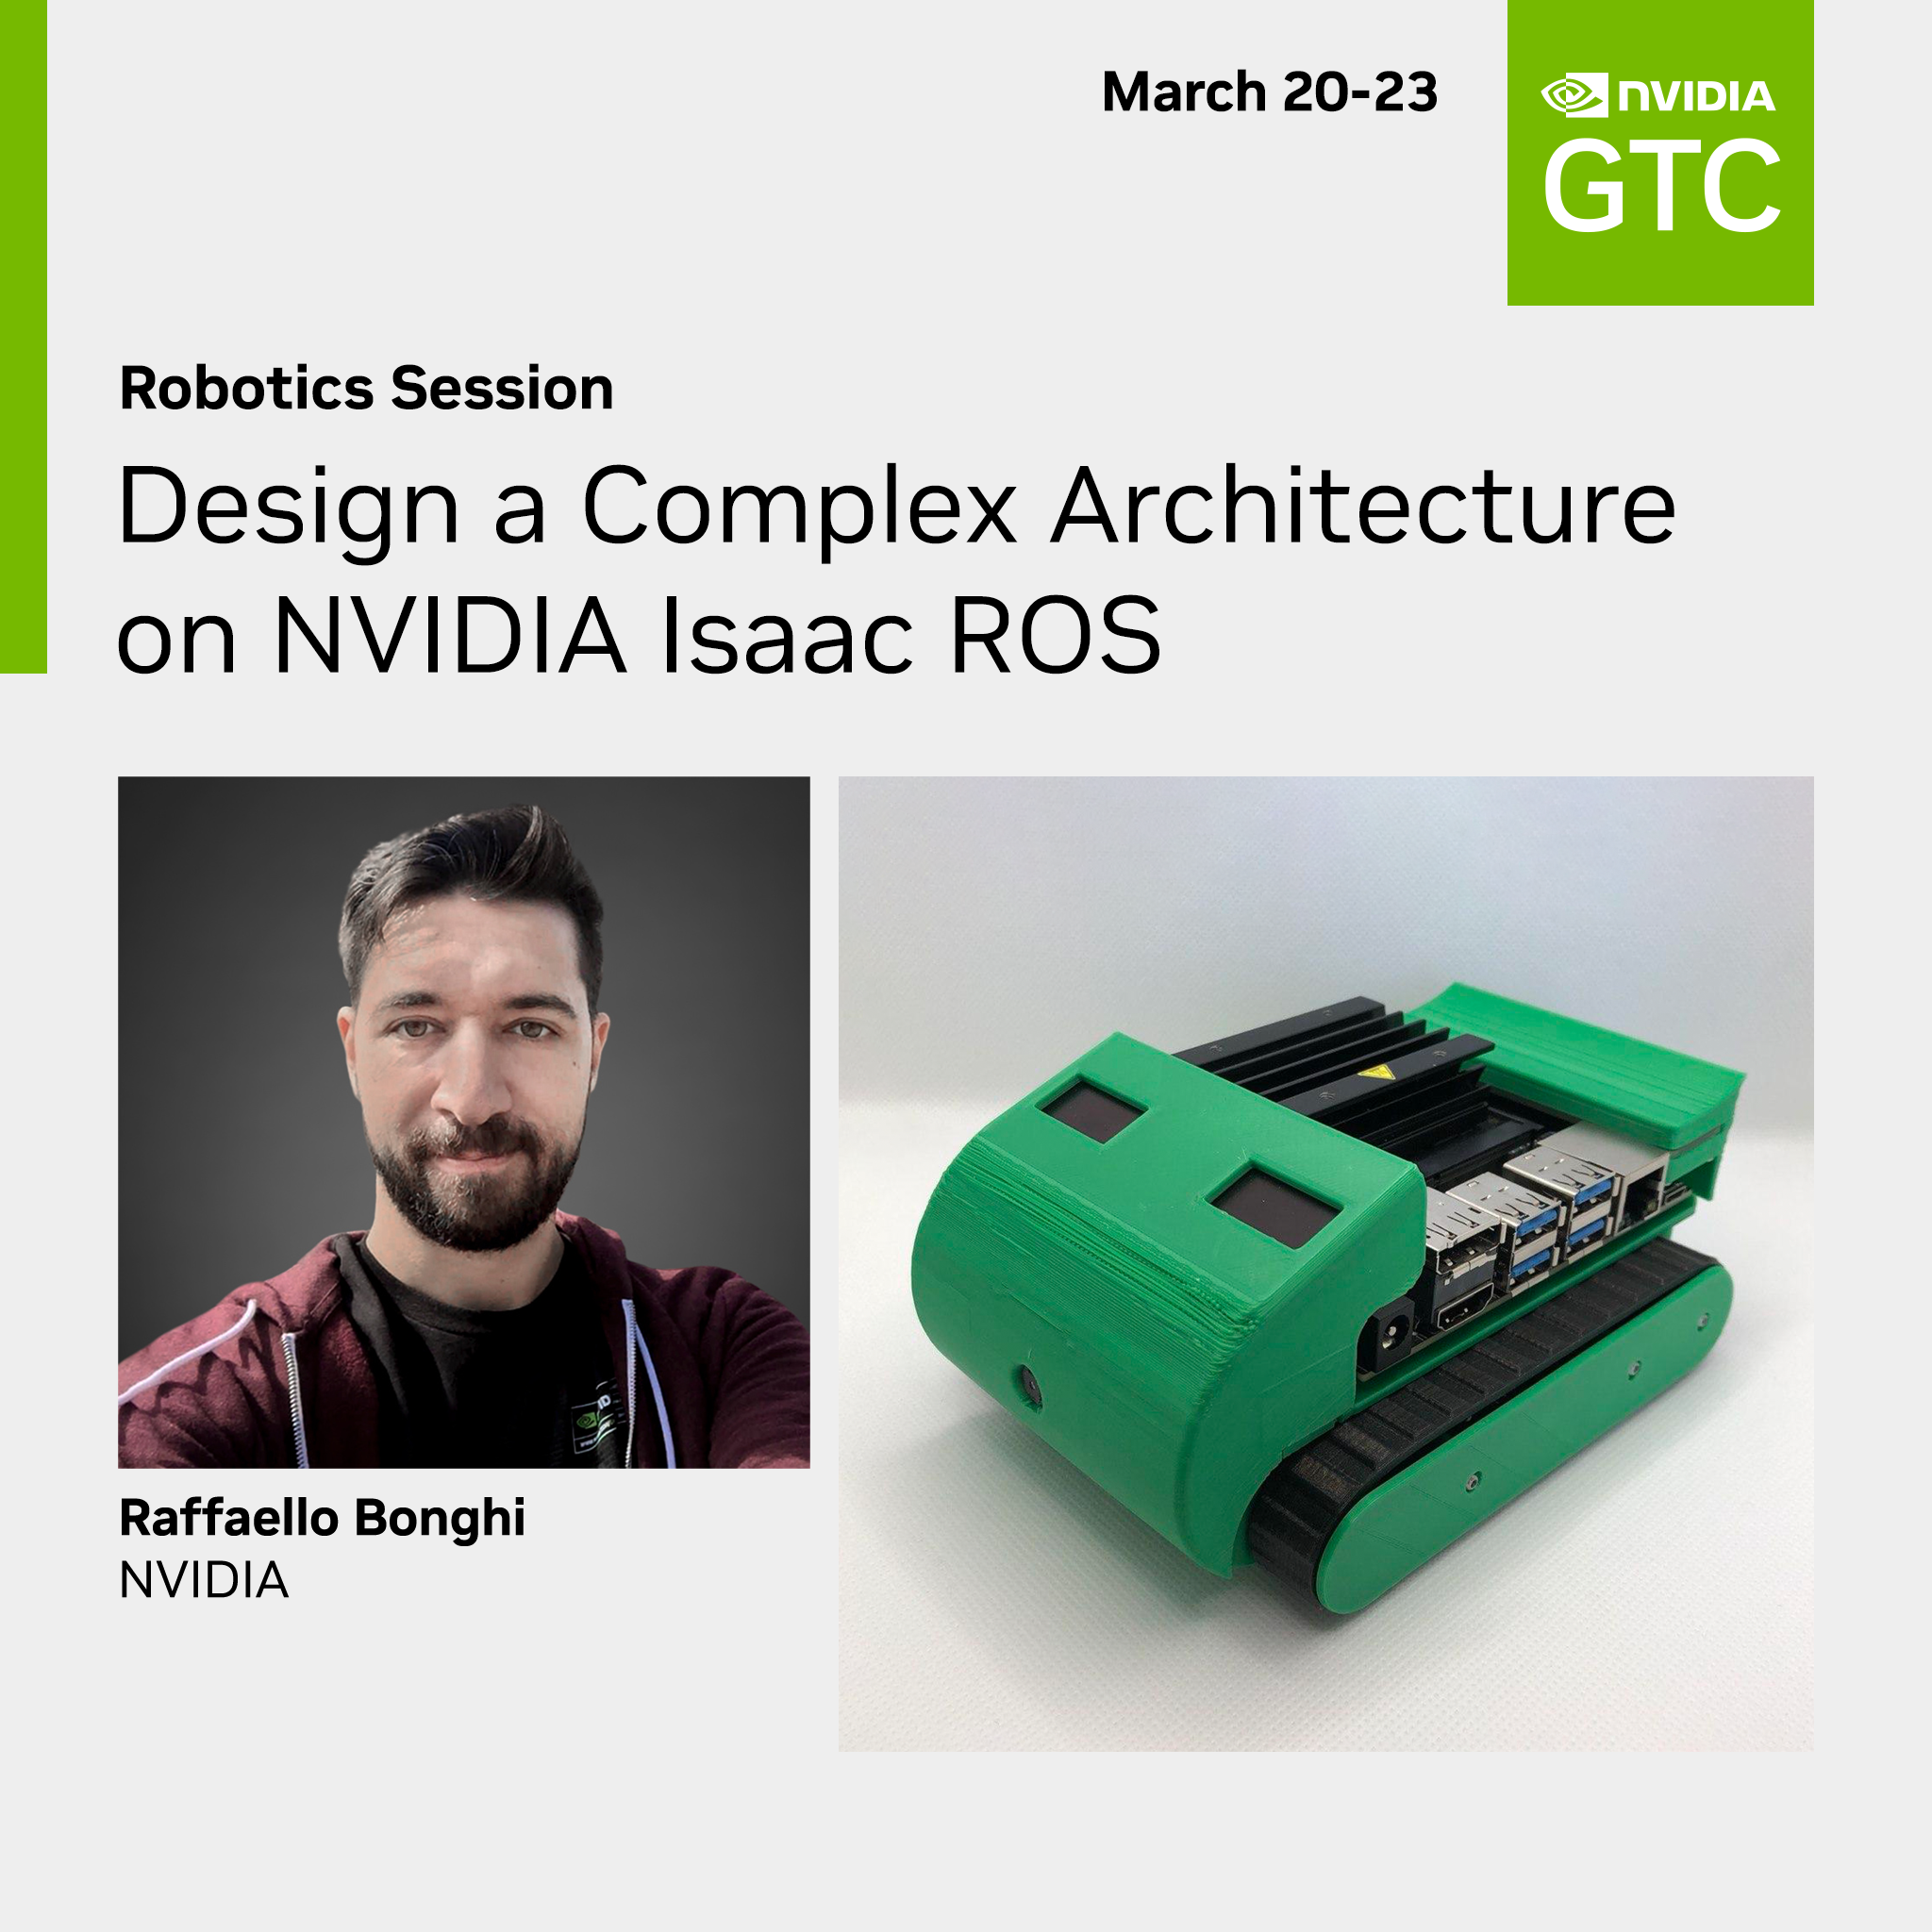 March 20-23
NVIDIA
GTC
Robotics Session
Design a Complex Architecture
on NVIDIA Isaac ROS
Raffaello Bonghi
NVIDIA